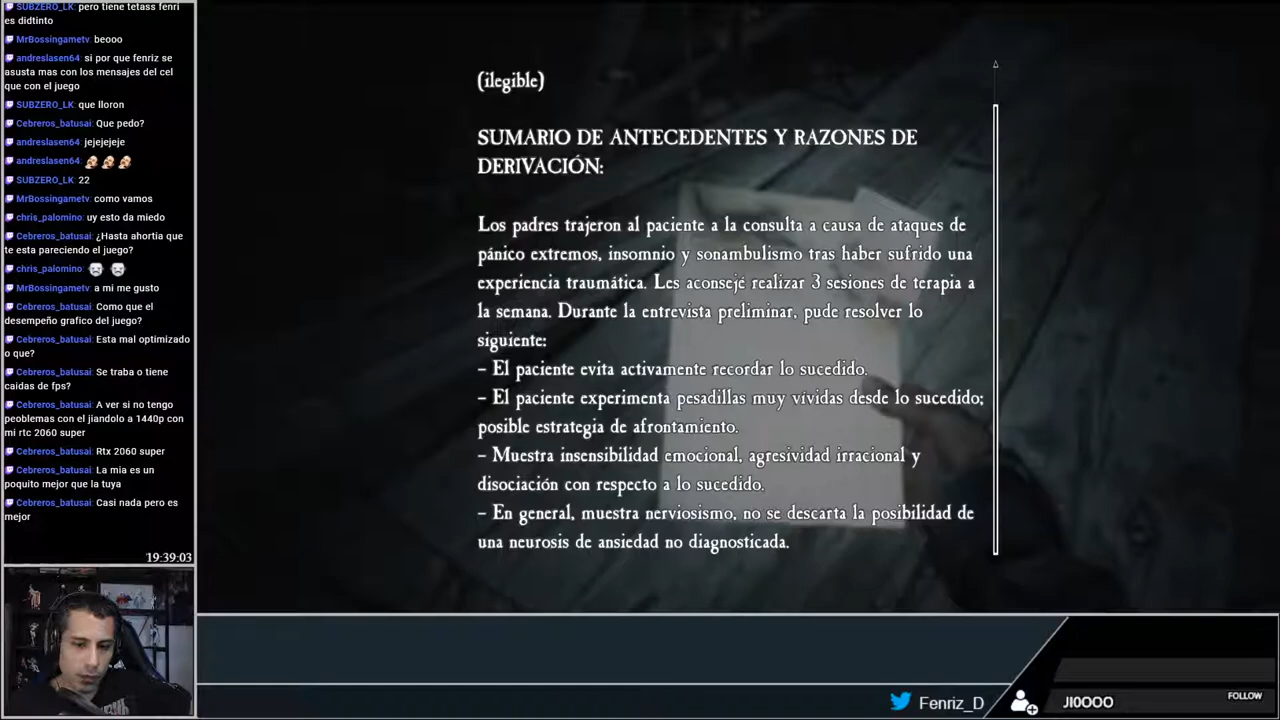 SUBZERO_LK: pero tiene tetass fenri
es didtinto
MrBossingametv: beooo
andreslasen64: si por que fenriz se
asusta mas con los mensajes del cel
que con el juego
SUBZERO_LK: que lloron
Cebreros_batusai: Que pedo?
andreslasen64: jejejejeje
andreslasen64:
SUBZERO_LK: 22
MrBossingametv: como vamos
chris_palomino: uy esto da miedo
Cebreros_batusai: ¿Hasta ahortia que
te esta pareciendo el juego?
chris_palomino:
MrBossingametv: a mi me gusto
Cebreros_batusai: Como que el
desempeño grafico del juego?
Cebreros_batusai: Esta mal optimizado
o que?
Cebreros_batusai: Se traba o tiene
caidas de fps?
Cebreros_batusai: A ver si no tengo
peoblemas con el jiandolo a 1440p con
mi rtc 2060 super
Cebreros_batusai: Rtx 2060 super
Cebreros_batusai: La mia es un
poquito mejor que la tuya
Cebreros_batusai: Casi nada pero es
mejor
19:39:03
(ilegible)
SUMARIO DE ANTECEDENTES Y RAZONES DE
DERIVACIÓN:
Los padres trajeron al paciente a la consulta a causa de ataques de
pánico extremos, insomnio y sonambulismo tras haber sufrido una
experiencia traumática. Les aconsejé realizar 3 sesiones de terapia a
la semana. Durante la entrevista preliminar, pude resolver lo
siguiente:
- El paciente evita activamente recordar lo sucedido.
- El paciente experimenta pesadillas muy vívidas desde lo sucedido;
posible estrategia de afrontamiento.
- Muestra insensibilidad emocional, agresividad irracional y
disociación con respecto a lo sucedido.
- En general, muestra nerviosismo, no se descarta la posibilidad de
una neurosis de ansiedad no diagnosticada.
Fenriz_D
JI0OOO
FOLLOW